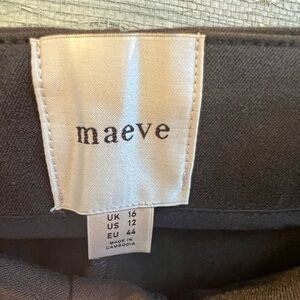 maeve
UK 16
US 12
EU 44
MADE IN
CAMBODIA